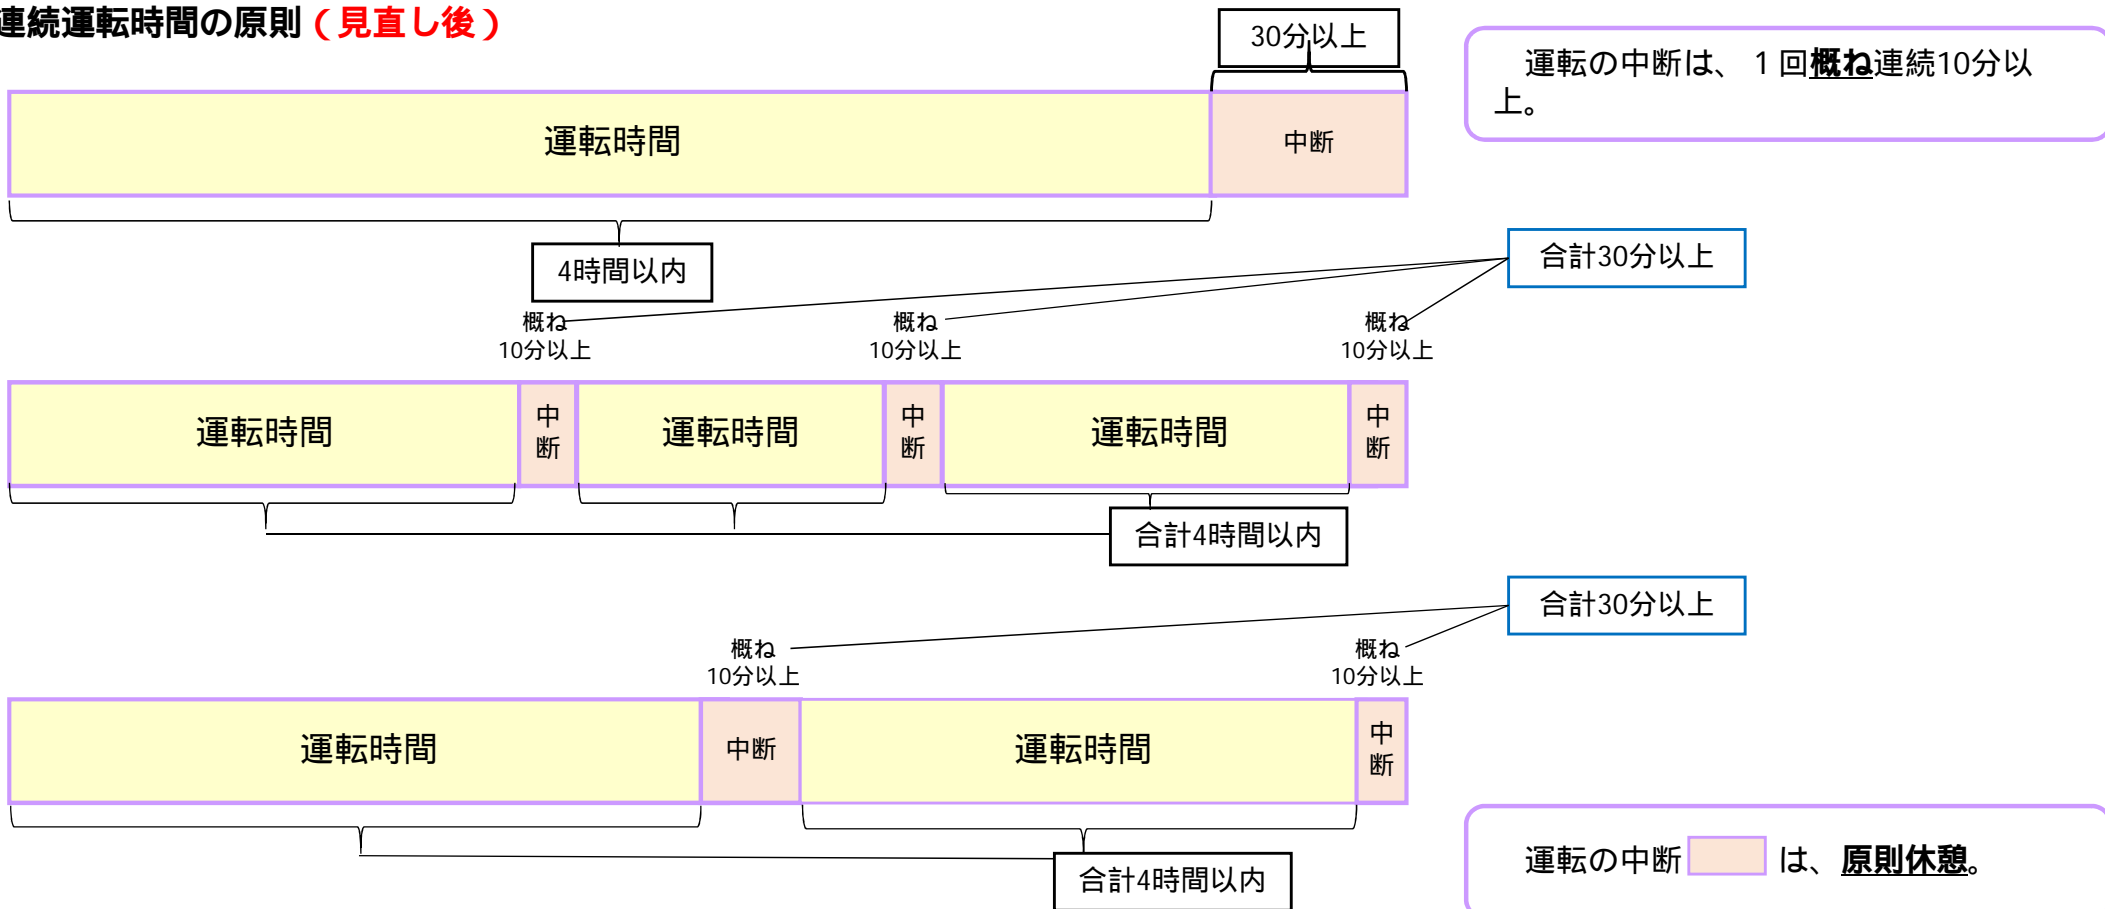 連続運転時間の原則（見直し後）
30分以上
運転の中断は、１回概ね連続10分以
上。
運転時間
中断
4時間以内
合計30分以上
概ね
10分以上
概ね
10分以上
概ね
10分以上
運転時間
中断
運転時間
中断
運転時間
中断
合計4時間以内
合計30分以上
概ね
10分以上
概ね
10分以上
運転時間
中断
運転時間
中断
合計4時間以内
運転の中断 は、原則休憩。